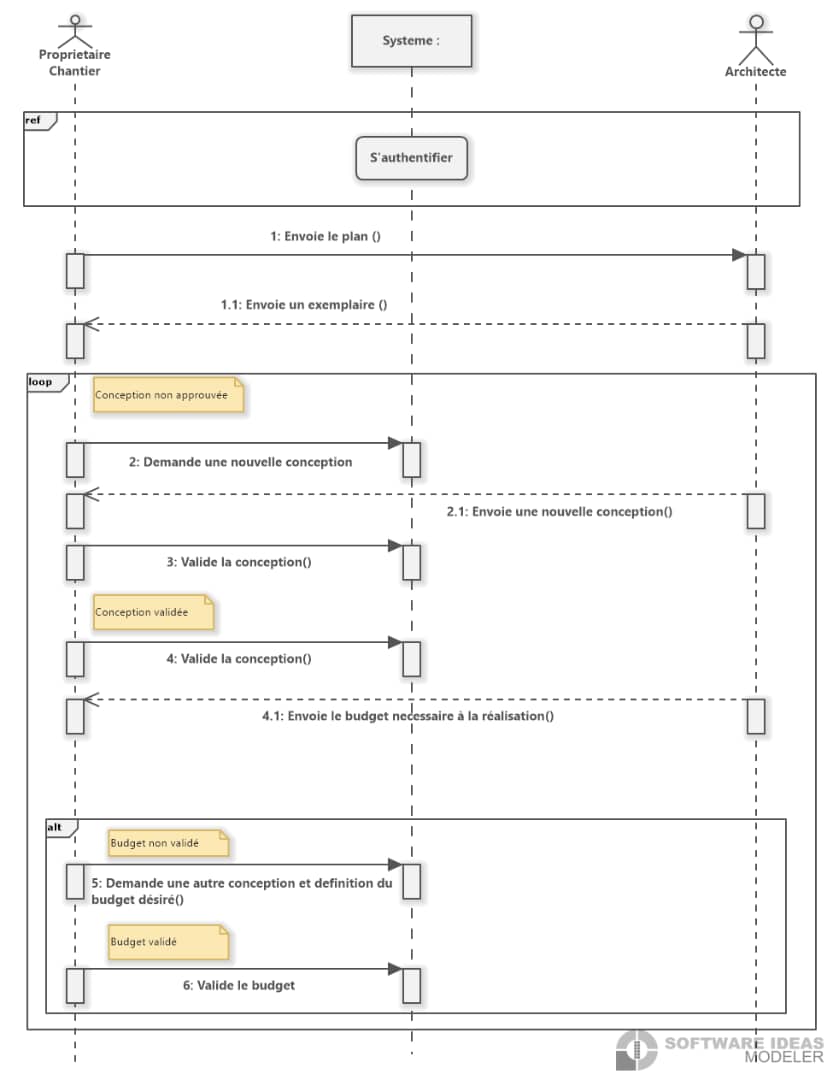 Proprietaire
Chantier
Systeme :
Architecte
ref
S'authentifier
1: Envoie le plan ()
1.1: Envoie un exemplaire ()
loop
Conception non approuvée
2: Demande une nouvelle conception
2.1: Envoie une nouvelle conception()
3: Valide la conception()
Conception validée
4: Valide la conception()
4.1: Envoie le budget necessaire à la réalisation()
alt
Budget non validé
5: Demande une autre conception et definition du
budget désiré()
Budget validé
6: Valide le budget
SOFTWARE IDEAS
MODELER